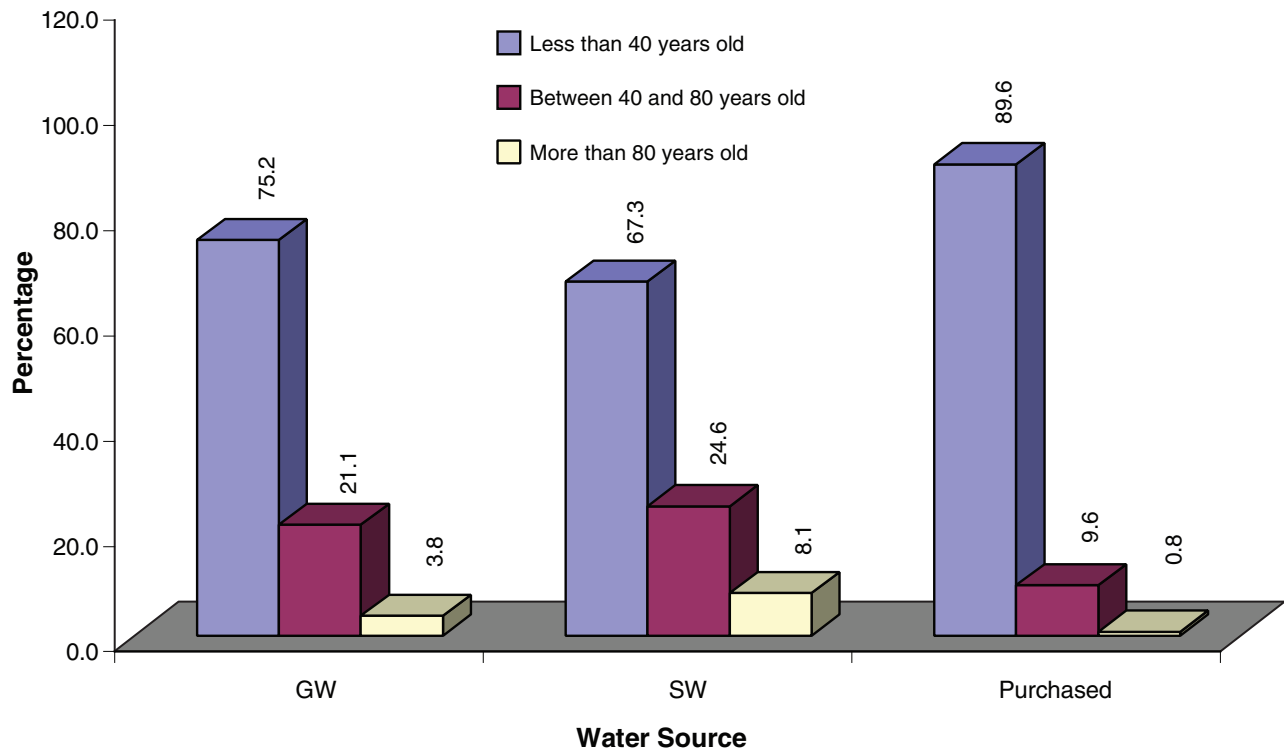 120.0
100.0
80.0
60.0
40.0
20.0
0.0
Percentage
Less than 40 years old
Between 40 and 80 years old
More than 80 years old
75.2
21.1
3.8
67.3
24.6
8.1
89.6
9.6
0.8
GW
SW
Purchased
Water Source